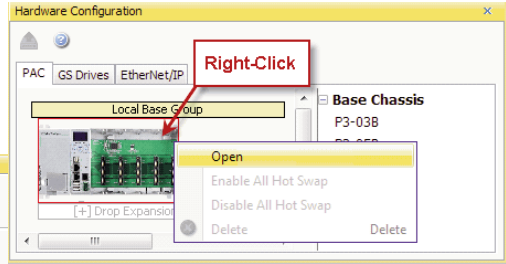 Hardware Configuration
PAC
GS Drives
EtherNet/IP
Right-Click
Local Base Group
Base Chassis
P3-03B
Open
Enable All Hot Swap
Disable All Hot Swap
[+] Drop Expansion
Delete Delete